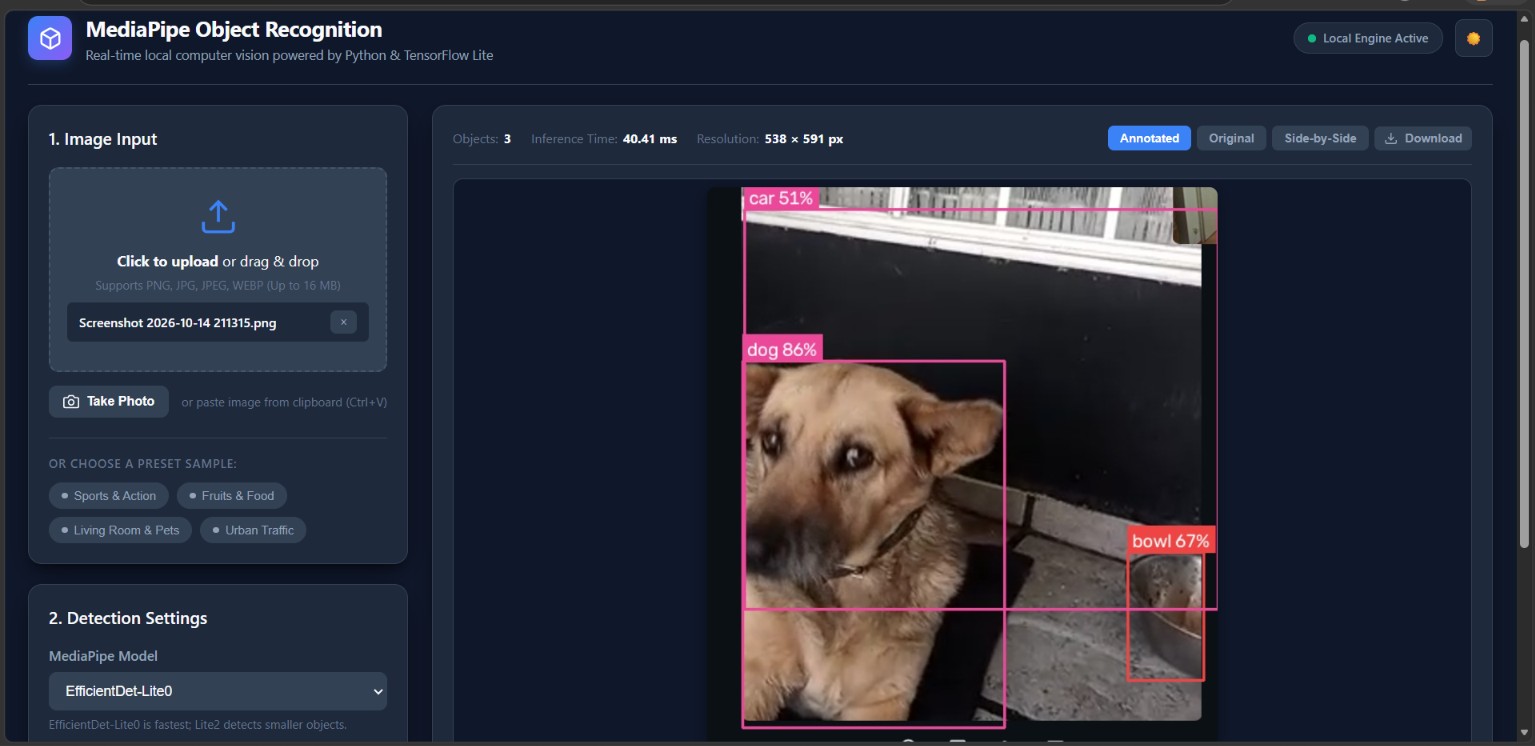 MediaPipe Object Recognition
Real-time local computer vision powered by Python & TensorFlow Lite
Local Engine Active
1. Image Input
Click to upload or drag & drop
Supports PNG, JPG, JPEG, WEBP (Up to 16 MB)
Screenshot 2026-10-14 211315.png
×
Take Photo
or paste image from clipboard (Ctrl+V)
OR CHOOSE A PRESET SAMPLE:
Sports & Action
Fruits & Food
Living Room & Pets
Urban Traffic
2. Detection Settings
MediaPipe Model
EfficientDet-Lite0
EfficientDet-Lite0 is fastest; Lite2 detects smaller objects.
Objects: 3
Inference Time: 40.41 ms
Resolution: 538 × 591 px
Annotated
Original
Side-by-Side
Download
car 51%
dog 86%
bowl 67%